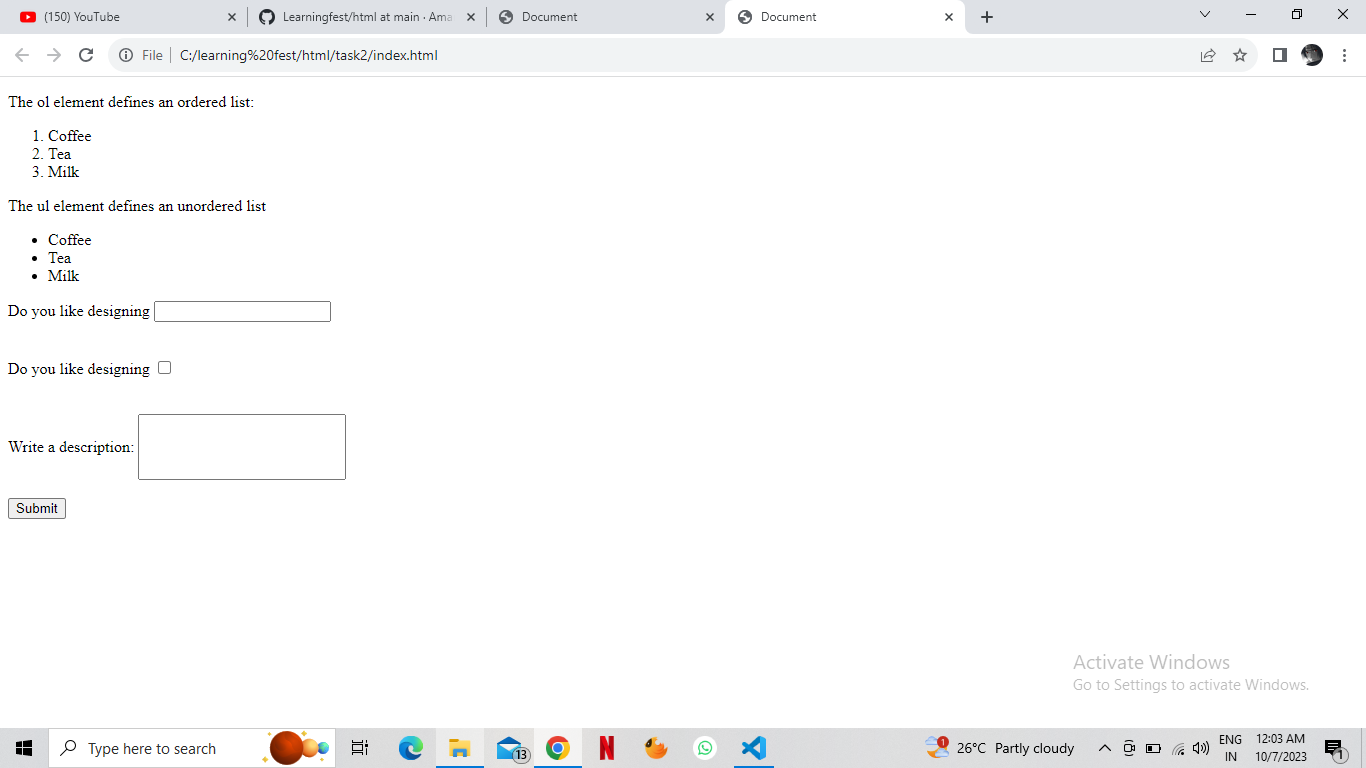 (150) YouTube
Learningfest/html at main · Ama
Document
Document
File
C:/learning%20fest/html/task2/index.html
The ol element defines an ordered list:
1. Coffee
2. Tea
3. Milk
The ul element defines an unordered list
• Coffee
• Tea
• Milk
Do you like designing
Do you like designing
Write a description:
Submit
Activate Windows
Go to Settings to activate Windows.
Type here to search
13
1
26°C Partly cloudy
ENG
IN
12:03 AM
10/7/2023
1